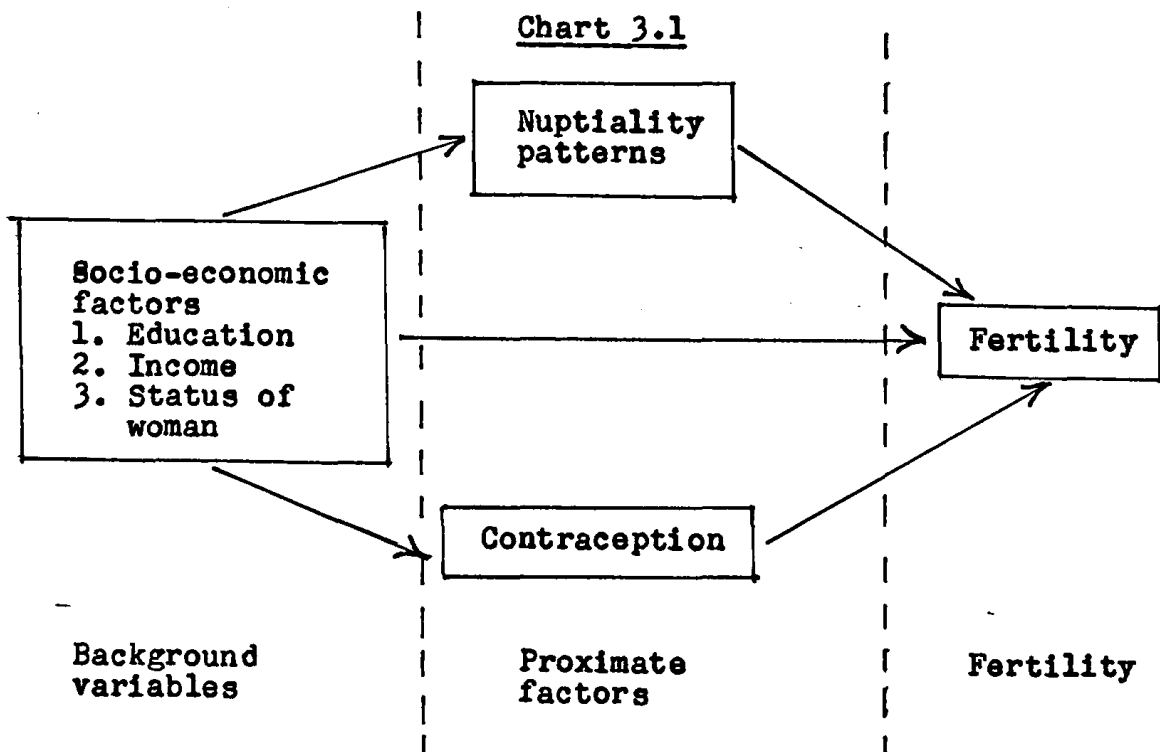 Chart 3.1
Nuptiality
patterns
Socio-economic
factors
1. Education
2. Income
3. Status of
woman
Fertility
Contraception
Background
variables
Proximate
factors
Fertility